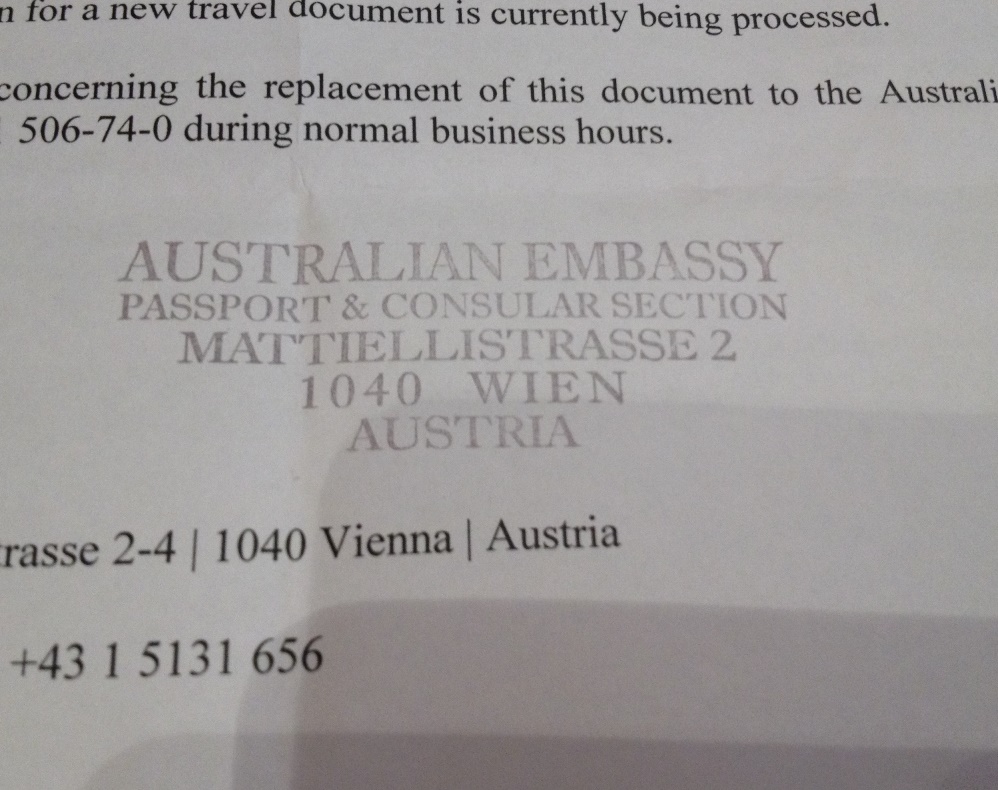 n for a new travel document is currently being processed.
concerning the replacement of this document to the Australi
506-74-0 during normal business hours.
AUSTRALIAN EMBASSY
PASSPORT & CONSULAR SECTION
MATTIELLISTRASSE 2
1040 WIEN
AUSTRIA
rasse 2-4 | 1040 Vienna | Austria
+43 1 5131 656